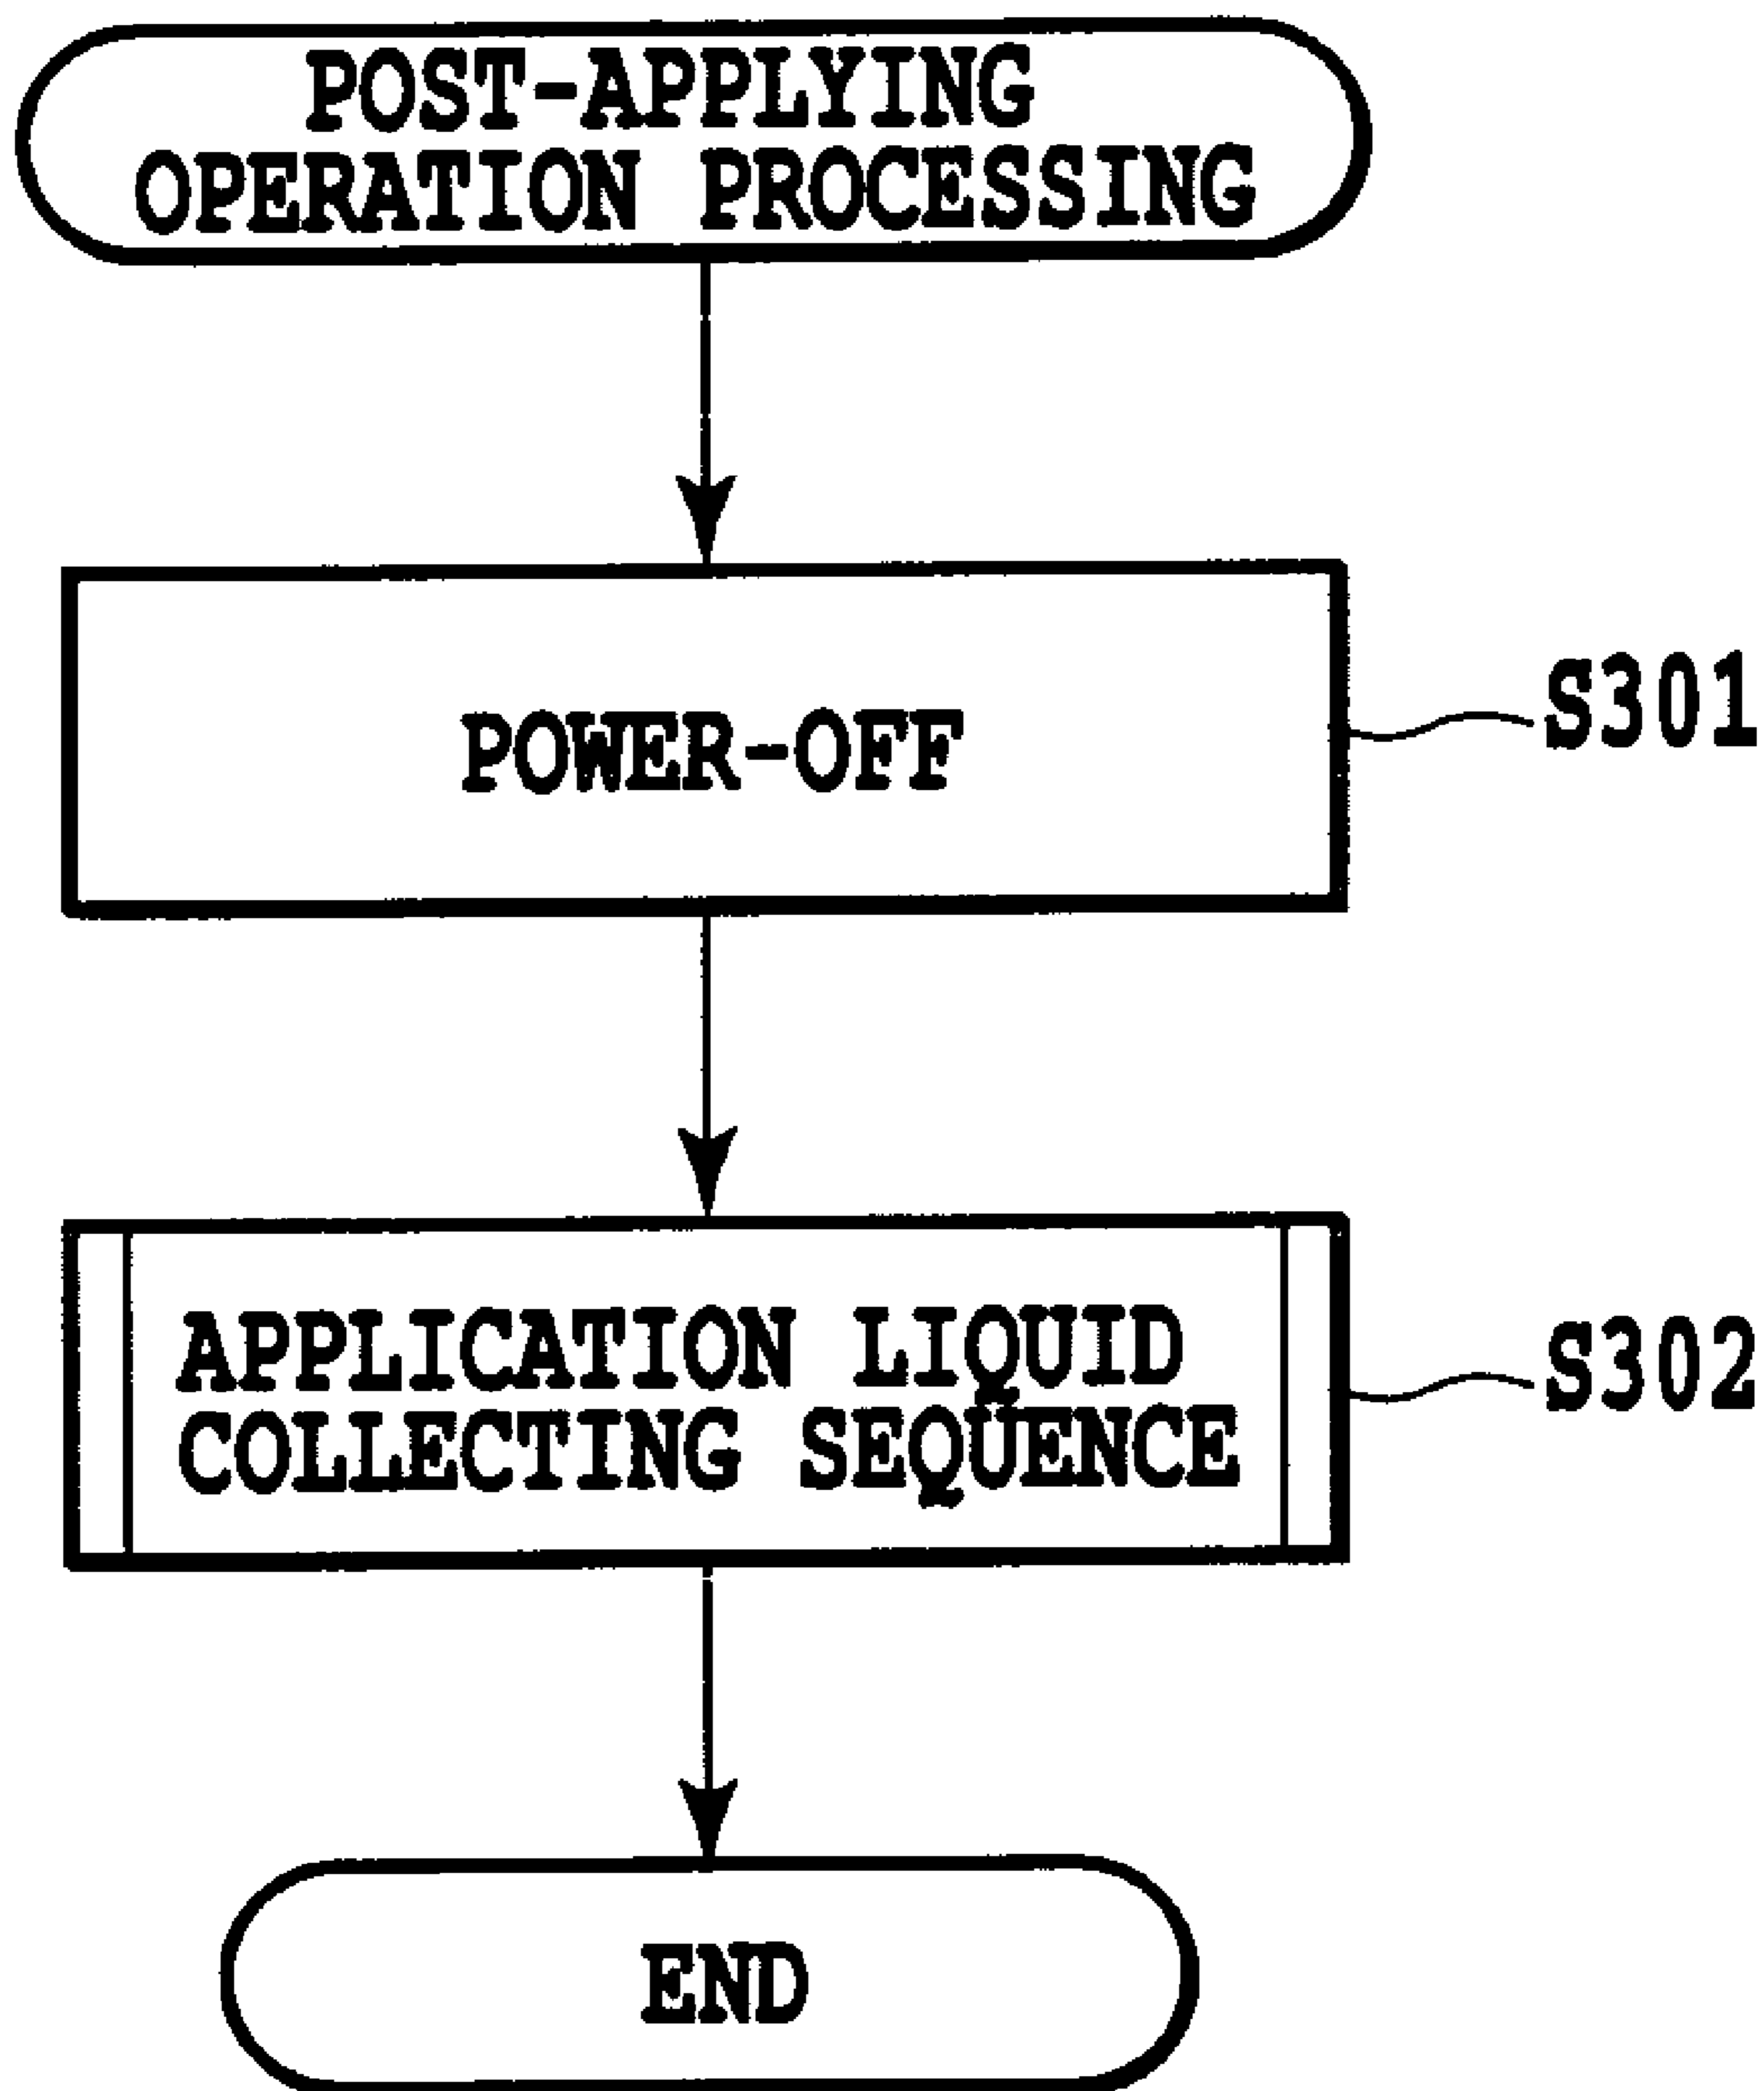 POST-APPLYING
OPERATION PROCESSING
POWER-OFF
S301
APPLICATION LIQUID
COLLECTING SEQUENCE
S302
END